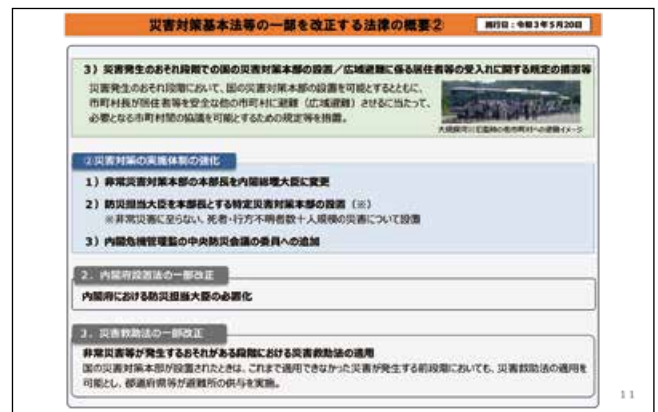 災害対策基本法等の一部を改正する法律の概要②
施行日：令和3年5月20日
3）災害発生のおそれ段階での国の災害対策本部の設置／広域避難に係る居住者等の受入れに関する規定の措置等
災害発生のおそれ段階において、国の災害対策本部の設置を可能とするとともに、
市町村長が居住者等を安全な他の市町村に避難（広域避難）させるに当たって、
必要となる市町村間の協議を可能とするための規定等を措置。
大規模河川氾濫時の他市町村への避難イメージ
②災害対策の実施体制の強化
1）非常災害対策本部の本部長を内閣総理大臣に変更
2）防災担当大臣を本部長とする特定災害対策本部の設置（※）
※非常災害に至らない、死者・行方不明者数十人規模の災害について設置
3）内閣危機管理監の中央防災会議の委員への追加
2．内閣府設置法の一部改正
内閣府における防災担当大臣の必置化
3．災害救助法の一部改正
非常災害等が発生するおそれがある段階における災害救助法の適用
国の災害対策本部が設置されたときは、これまで適用できなかった災害が発生する前段階においても、災害救助法の適用を
可能とし、都道府県等が避難所の供与を実施。
11